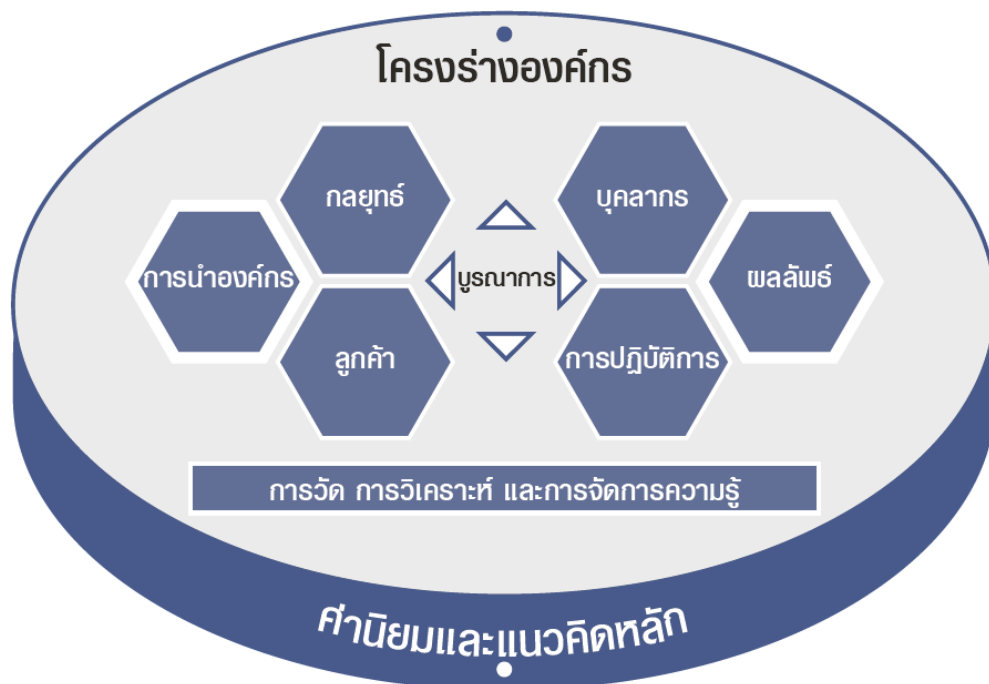 โครงร่างองค์กร
กลยุทธ์
บุคลากร
การนำองค์กร
บูรณาการ
ผลลัพธ์
ลูกค้า
การปฏิบัติการ
การวัด การวิเคราะห์ และการจัดการความรู้
ค่านิยมและแนวคิดหลัก